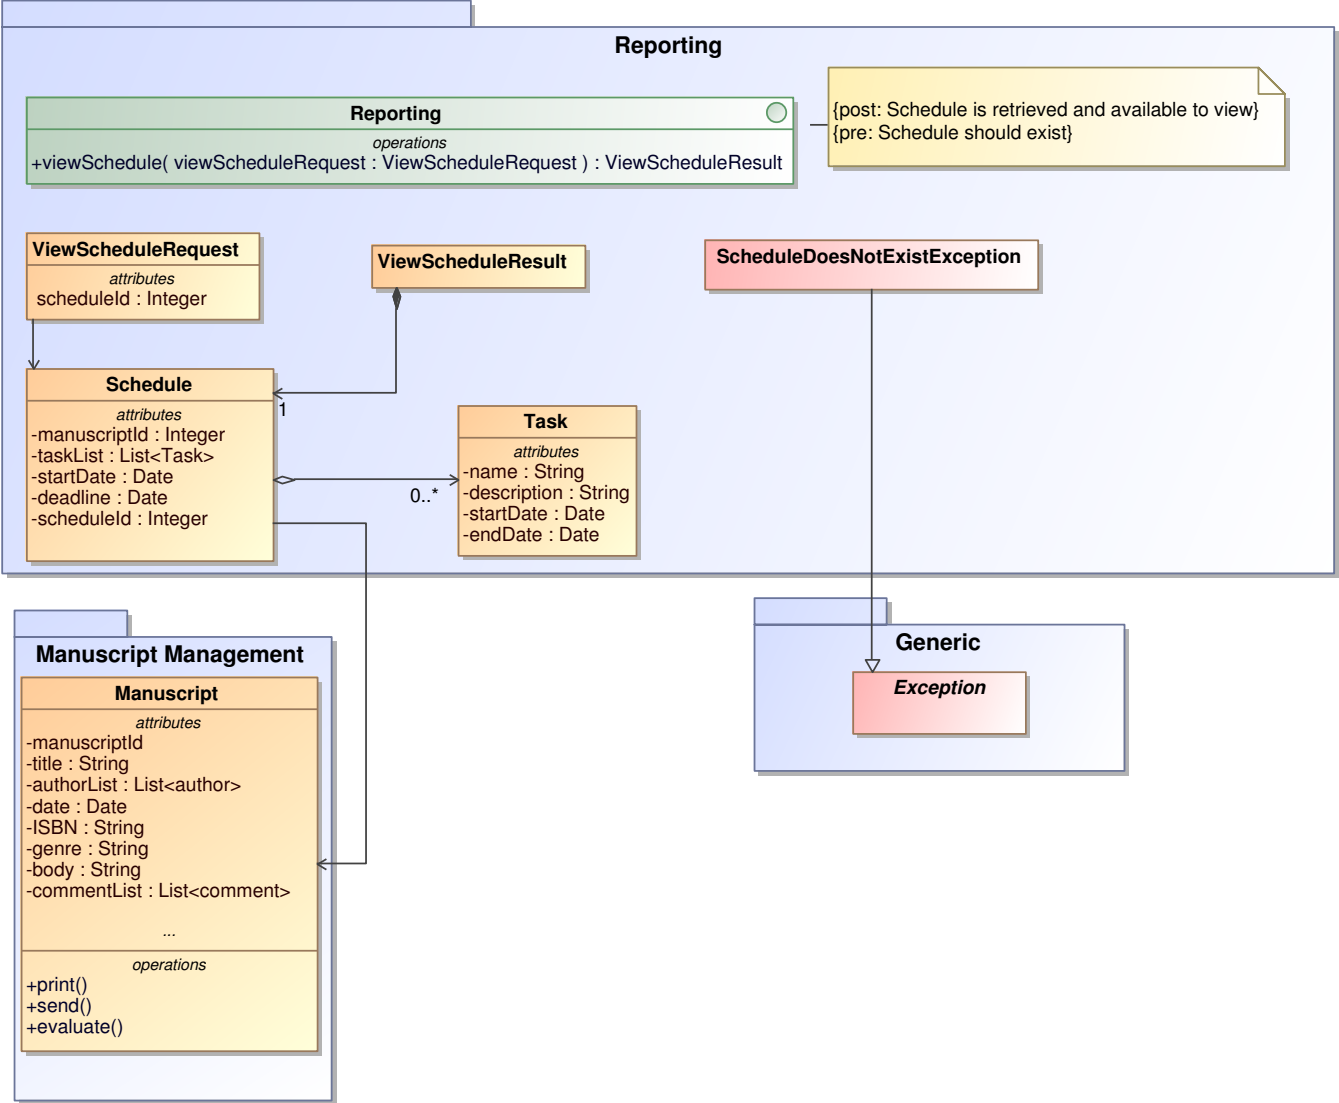 Reporting
Reporting
operations
+viewSchedule( viewScheduleRequest : ViewScheduleRequest ) : ViewScheduleResult
{post: Schedule is retrieved and available to view}
{pre: Schedule should exist}
ViewScheduleRequest
attributes
scheduleId : Integer
ViewScheduleResult
ScheduleDoesNotExistException
Schedule
attributes
-manuscriptId : Integer
-taskList : List<Task>
-startDate : Date
-deadline : Date
-scheduleId : Integer
1
0..*
Task
attributes
-name : String
-description : String
-startDate : Date
-endDate : Date
Manuscript Management
Manuscript
attributes
-manuscriptId
-title : String
-authorList : List<author>
-date : Date
-ISBN : String
-genre : String
-body : String
-commentList : List<comment>
...
operations
+print()
+send()
+evaluate()
Generic
Exception